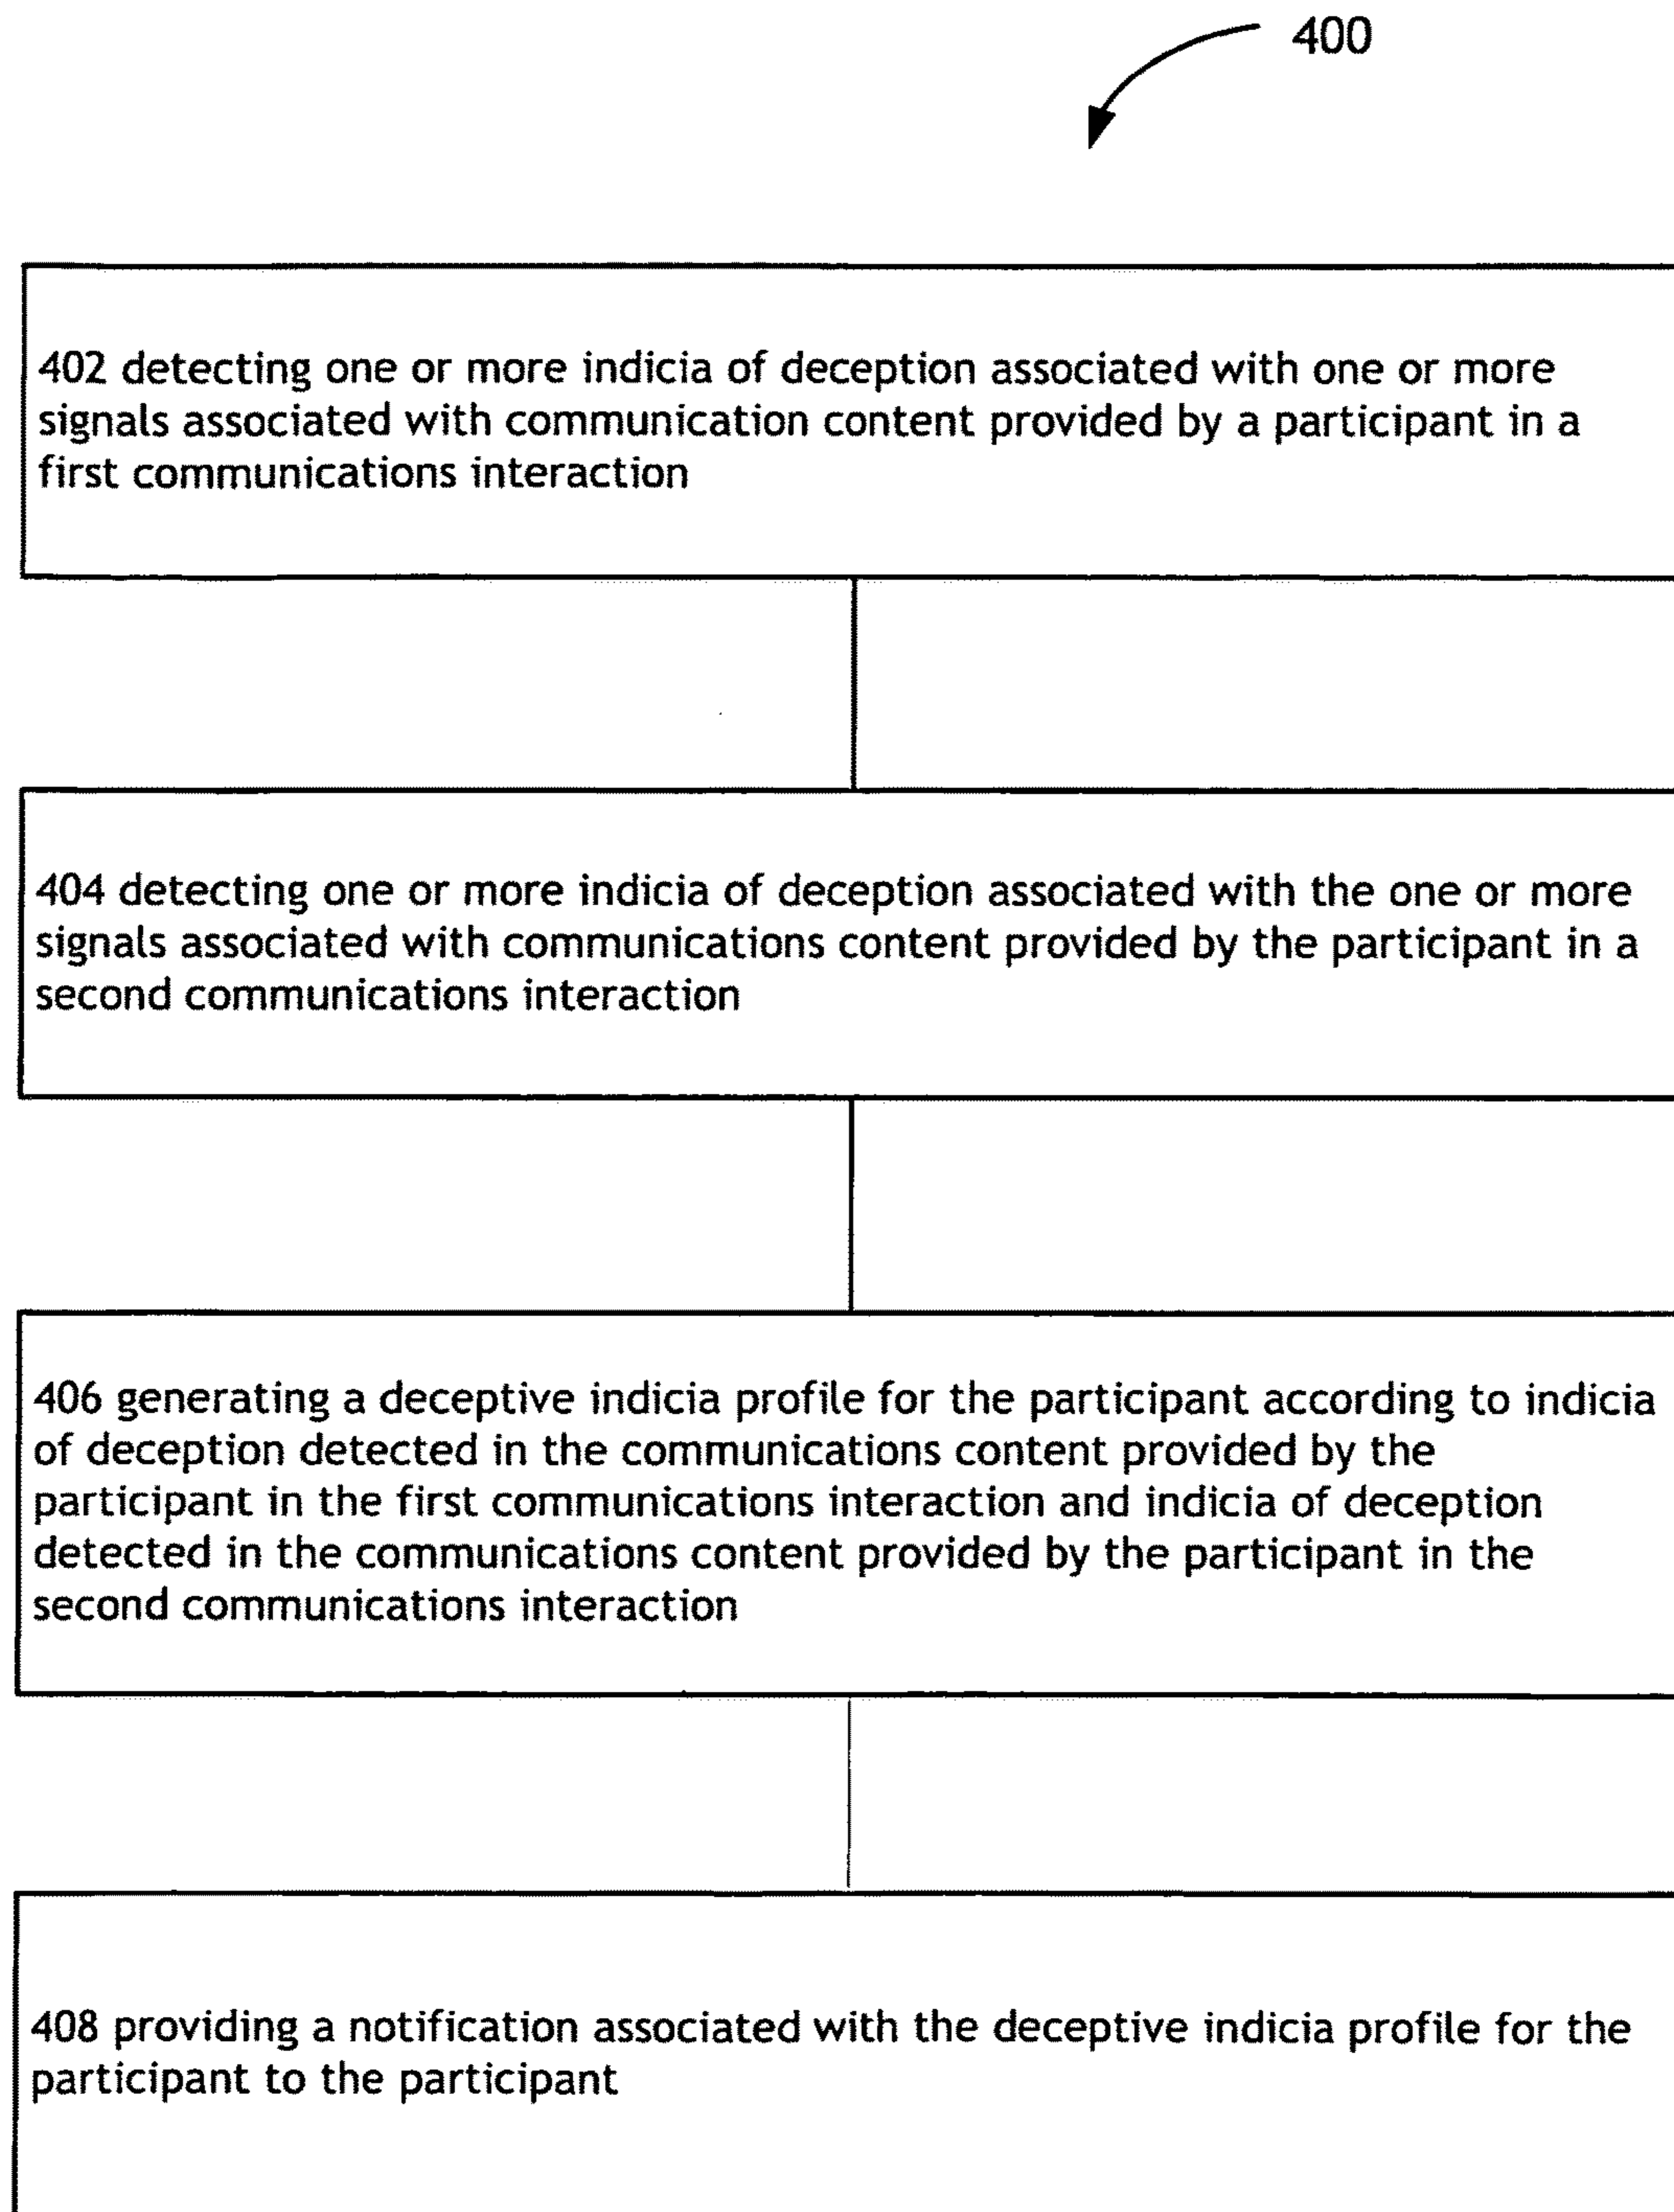 400
402 detecting one or more indicia of deception associated with one or more
signals associated with communication content provided by a participant in a
first communications interaction
404 detecting one or more indicia of deception associated with the one or more
signals associated with communications content provided by the participant in a
second communications interaction
406 generating a deceptive indicia profile for the participant according to indicia
of deception detected in the communications content provided by the
participant in the first communications interaction and indicia of deception
detected in the communications content provided by the participant in the
second communications interaction
408 providing a notification associated with the deceptive indicia profile for the
participant to the participant